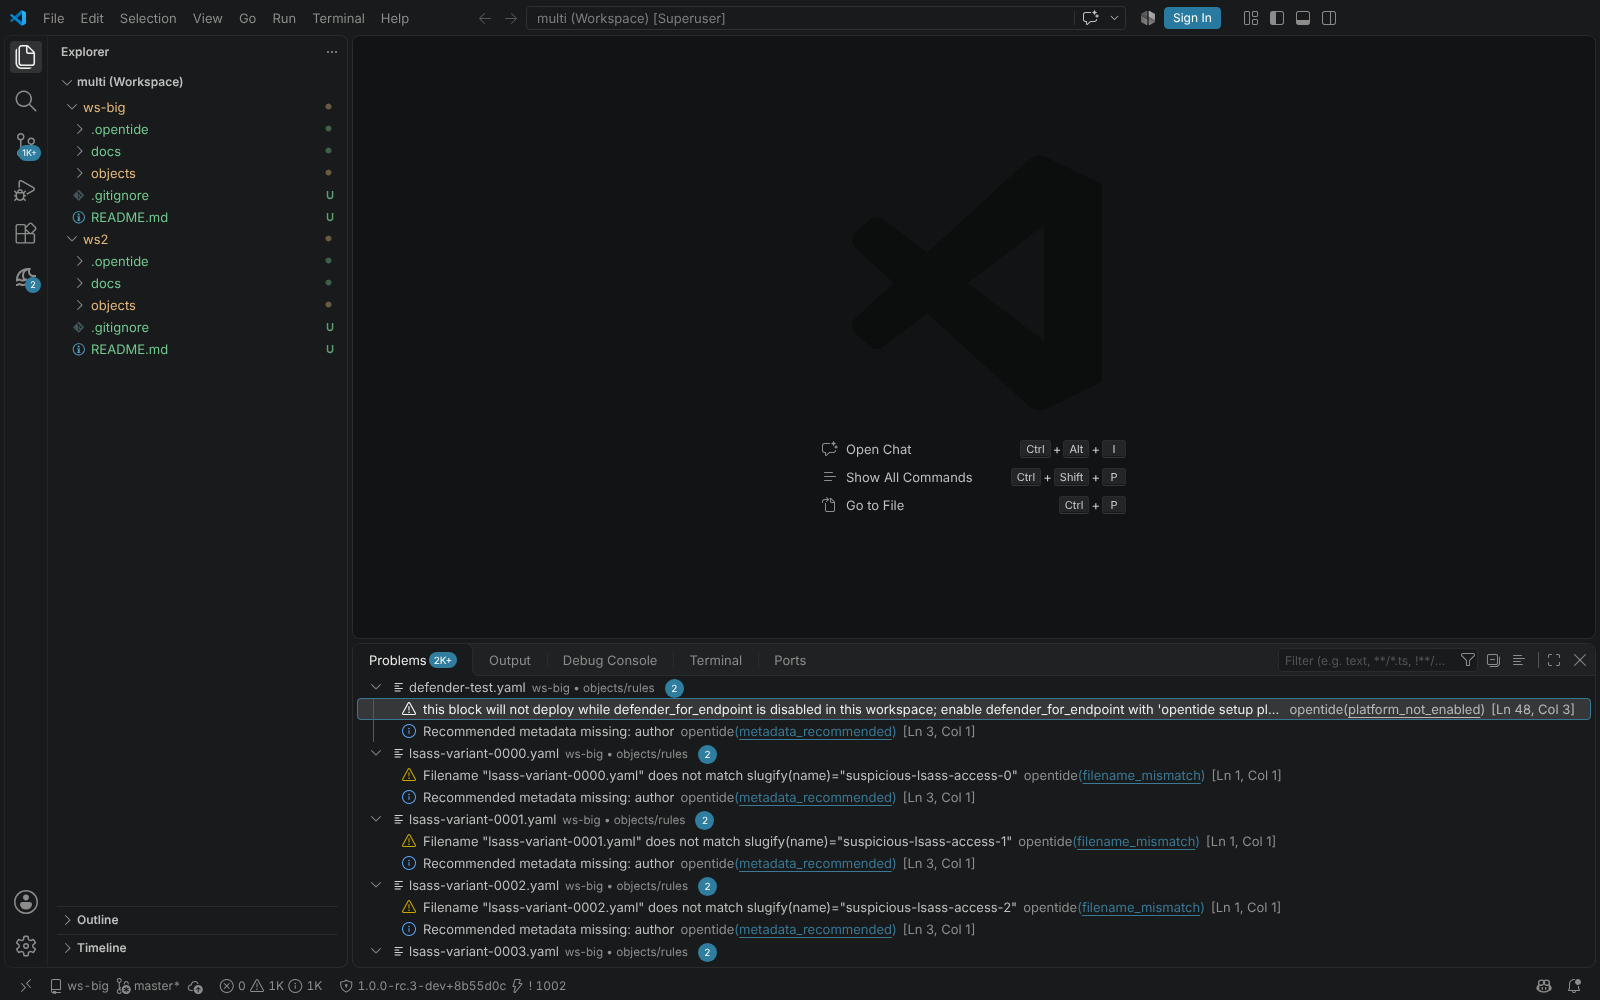 File Edit Selection View Go Run Terminal Help
multi (Workspace) [Superuser]
Sign In
Explorer
multi (Workspace)
ws-big
.opentide
docs
objects
.gitignore U
README.md U
ws2
.opentide
docs
objects
.gitignore U
README.md U
1K+
2
Outline
Timeline
Open Chat Ctrl + Alt + I
Show All Commands Ctrl + Shift + P
Go to File Ctrl + P
Problems 2K+ Output Debug Console Terminal Ports
Filter (e.g. text, **/*.ts, !**/...
defender-test.yaml ws-big • objects/rules 2
this block will not deploy while defender_for_endpoint is disabled in this workspace; enable defender_for_endpoint with 'opentide setup pl... opentide(platform_not_enabled) [Ln 48, Col 3]
Recommended metadata missing: author opentide(metadata_recommended) [Ln 3, Col 1]
lsass-variant-0000.yaml ws-big • objects/rules 2
Filename "lsass-variant-0000.yaml" does not match slugify(name)="suspicious-lsass-access-0" opentide(filename_mismatch) [Ln 1, Col 1]
Recommended metadata missing: author opentide(metadata_recommended) [Ln 3, Col 1]
lsass-variant-0001.yaml ws-big • objects/rules 2
Filename "lsass-variant-0001.yaml" does not match slugify(name)="suspicious-lsass-access-1" opentide(filename_mismatch) [Ln 1, Col 1]
Recommended metadata missing: author opentide(metadata_recommended) [Ln 3, Col 1]
lsass-variant-0002.yaml ws-big • objects/rules 2
Filename "lsass-variant-0002.yaml" does not match slugify(name)="suspicious-lsass-access-2" opentide(filename_mismatch) [Ln 1, Col 1]
Recommended metadata missing: author opentide(metadata_recommended) [Ln 3, Col 1]
lsass-variant-0003.yaml ws-big • objects/rules 2
ws-big master* 0 1K 1K 1.0.0-rc.3-dev+8b55d0c ! 1002